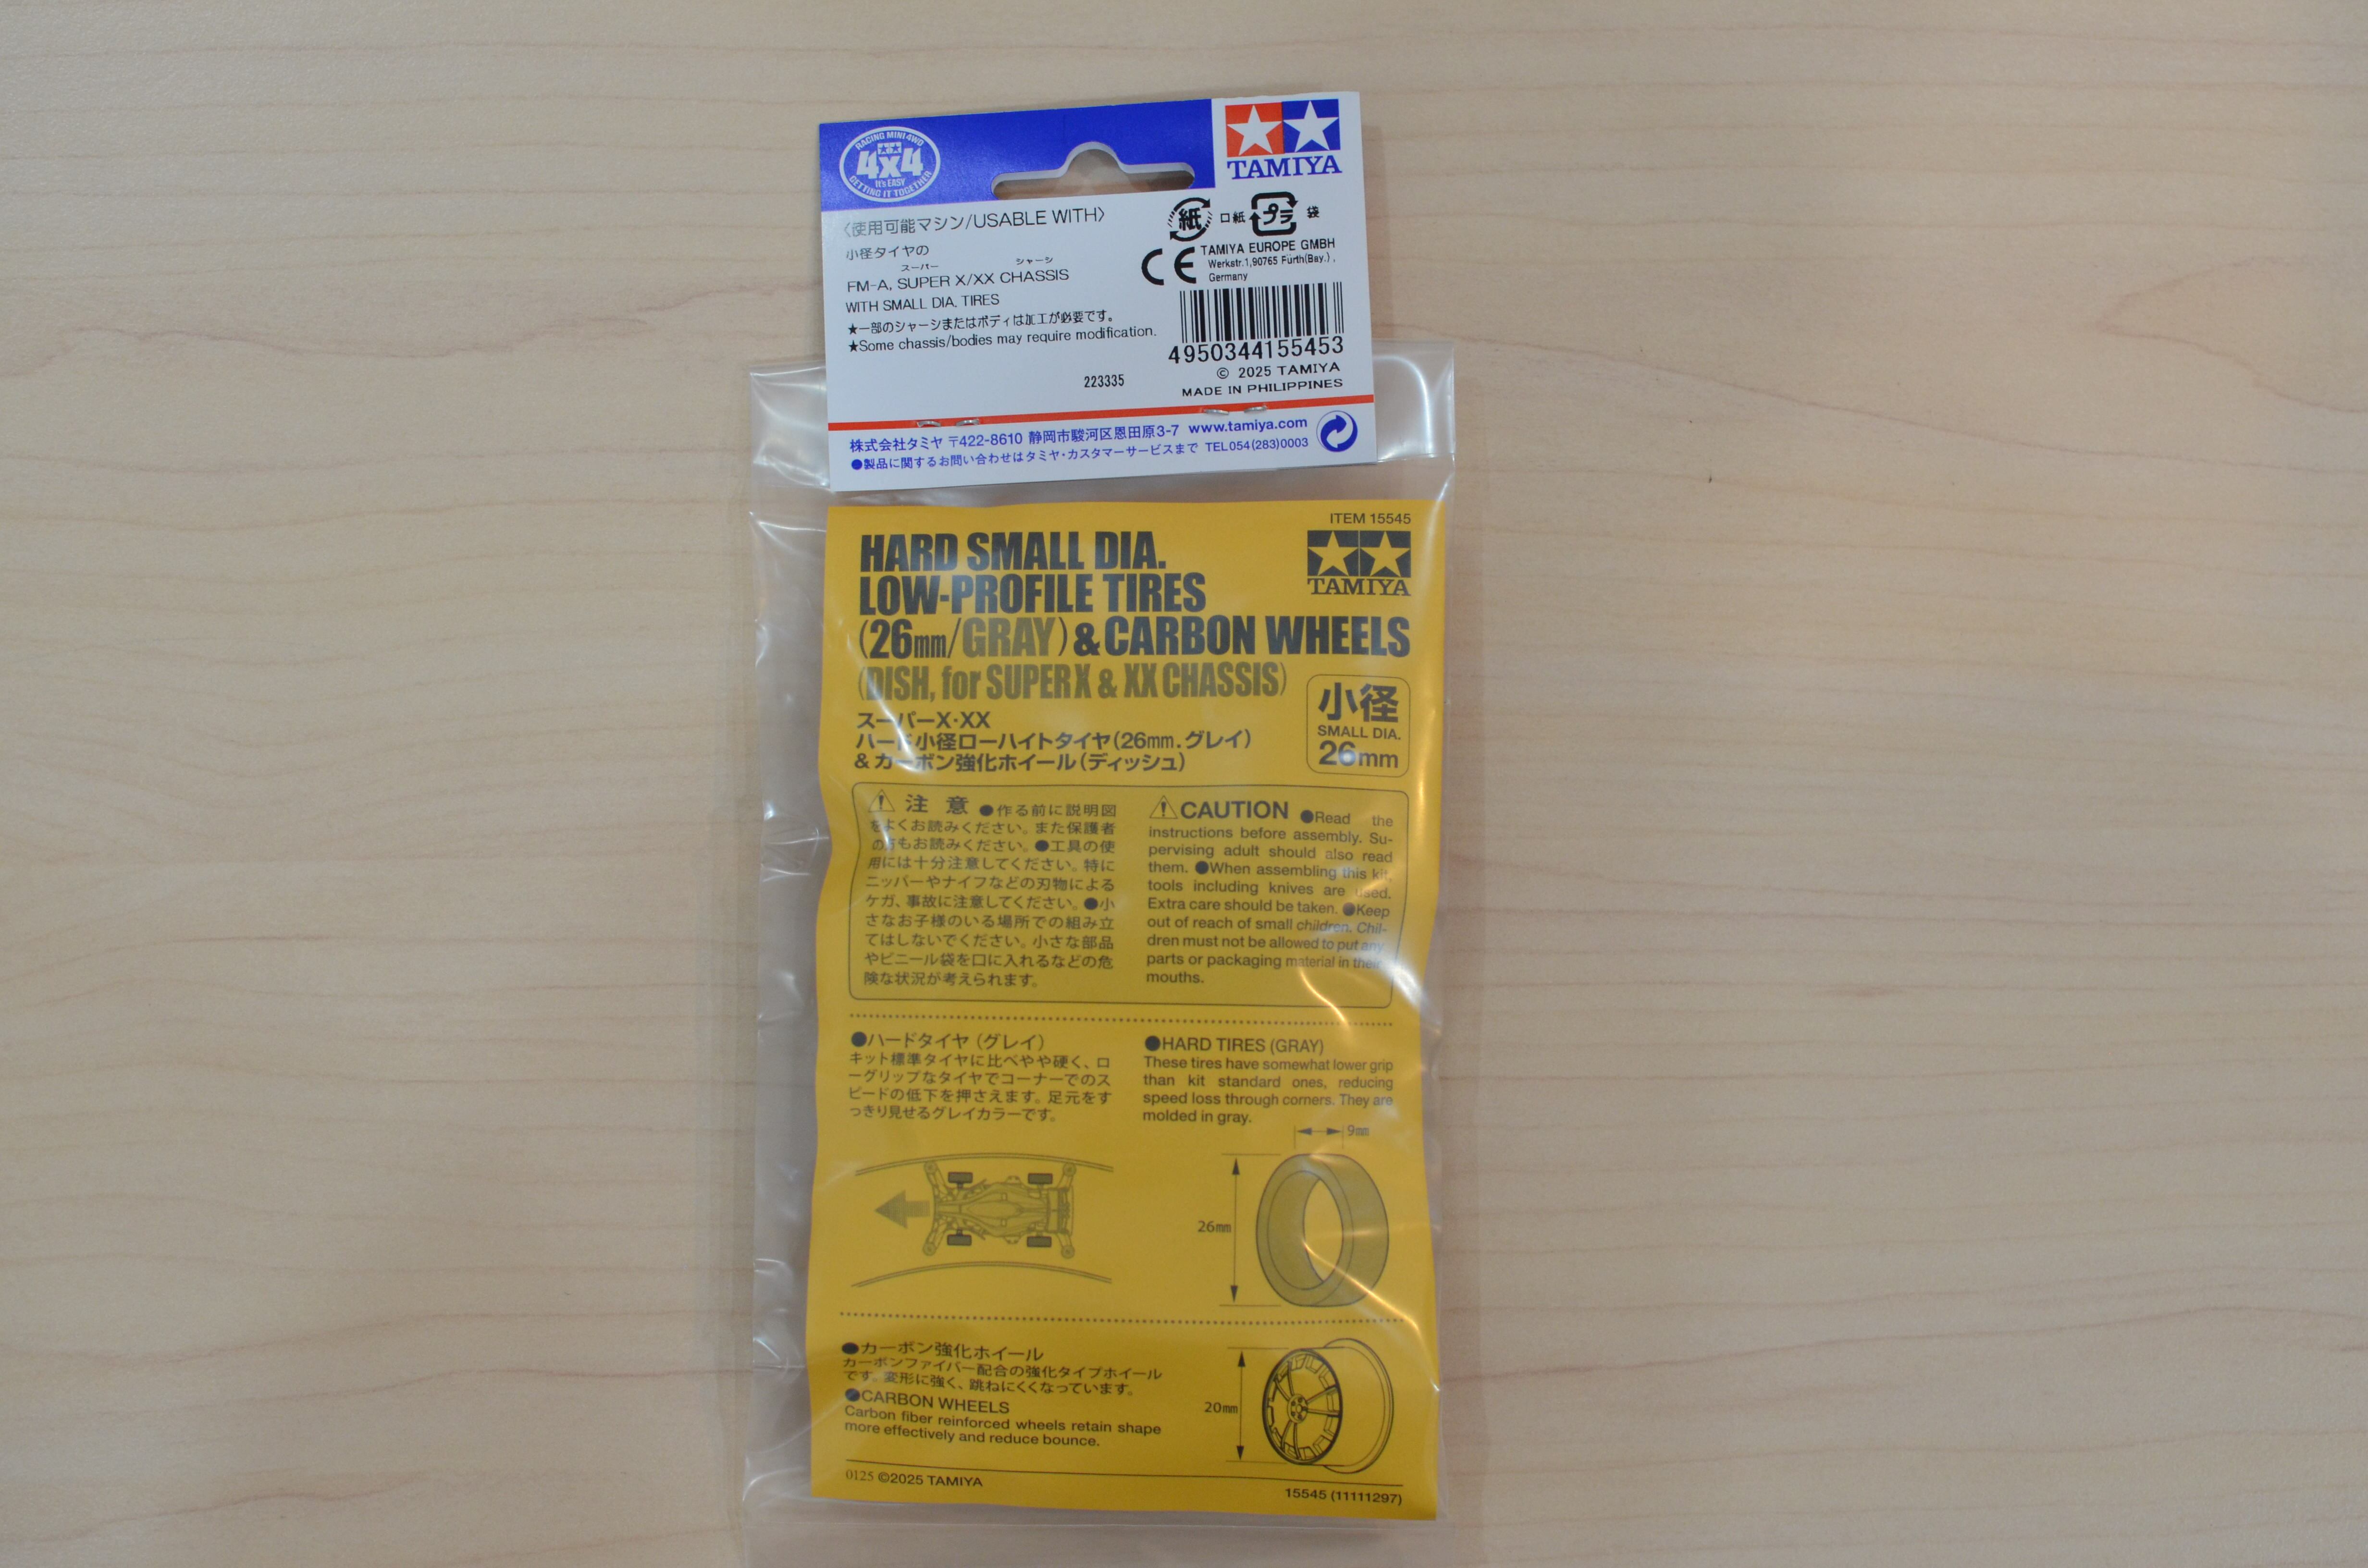 RACING MINI 4WD
4x4
It's EASY
GETTING IT TOGETHER
TAMIYA
〈使用可能マシン/USABLE WITH〉
小径タイヤの
スーパー シャーシ
FM-A, SUPER X/XX CHASSIS
WITH SMALL DIA. TIRES
★一部のシャーシまたはボディは加工が必要です。
★Some chassis/bodies may require modification.
223335
紙 口紙 プラ 袋
CE
TAMIYA EUROPE GMBH
Werkstr.1,90765 Fürth(Bay.),
Germany
4950344155453
© 2025 TAMIYA
MADE IN PHILIPPINES
株式会社タミヤ 〒422-8610 静岡市駿河区恩田原3-7 www.tamiya.com
●製品に関するお問い合わせはタミヤ・カスタマーサービスまで TEL054(283)0003
ITEM 15545
TAMIYA
HARD SMALL DIA.
LOW-PROFILE TIRES
(26mm/GRAY)&CARBON WHEELS
(DISH, for SUPER X & XX CHASSIS)
スーパーX・XX
ハード小径ローハイトタイヤ(26mm.グレイ)
&カーボン強化ホイール(ディッシュ)
小径
SMALL DIA.
26mm
注意 ●作る前に説明図
をよくお読みください。また保護者
の方もお読みください。●工具の使
用には十分注意してください。特に
ニッパーやナイフなどの刃物による
ケガ、事故に注意してください。●小
さなお子様のいる場所での組み立
てはしないでください。小さな部品
やビニール袋を口に入れるなどの危
険な状況が考えられます。
CAUTION ●Read the
instructions before assembly. Su-
pervising adult should also read
them. ●When assembling this kit,
tools including knives are used.
Extra care should be taken. ●Keep
out of reach of small children. Chil-
dren must not be allowed to put any
parts or packaging material in their
mouths.
●ハードタイヤ(グレイ)
キット標準タイヤに比べやや硬く、ロ
ーグリップなタイヤでコーナーでのス
ピードの低下を押さえます。足元をす
っきり見せるグレイカラーです。
●HARD TIRES (GRAY)
These tires have somewhat lower grip
than kit standard ones, reducing
speed loss through corners. They are
molded in gray.
9mm
26mm
●カーボン強化ホイール
カーボンファイバー配合の強化タイプホイール
です。変形に強く、跳ねにくくなっています。
●CARBON WHEELS
Carbon fiber reinforced wheels retain shape
more effectively and reduce bounce.
20mm
0125 ©2025 TAMIYA
15545 (11111297)